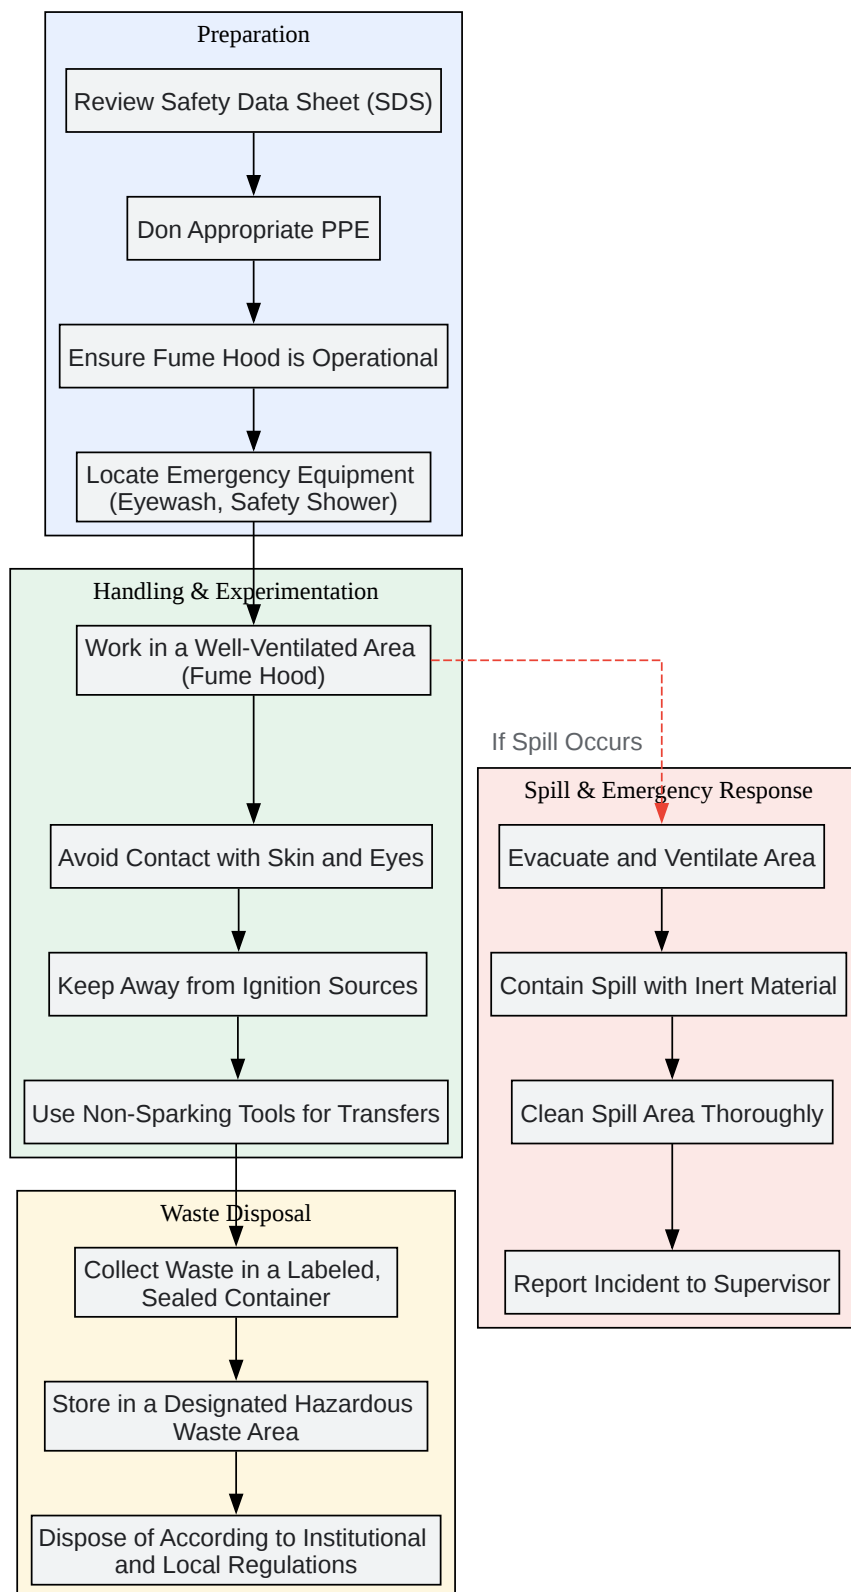 Preparation
Review Safety Data Sheet (SDS)
Don Appropriate PPE
Ensure Fume Hood is Operational
Locate Emergency Equipment
(Eyewash, Safety Shower)
Handling & Experimentation
Work in a Well-Ventilated Area
(Fume Hood)
Avoid Contact with Skin and Eyes
Keep Away from Ignition Sources
Use Non-Sparking Tools for Transfers
If Spill Occurs
Spill & Emergency Response
Evacuate and Ventilate Area
Contain Spill with Inert Material
Clean Spill Area Thoroughly
Report Incident to Supervisor
Waste Disposal
Collect Waste in a Labeled,
Sealed Container
Store in a Designated Hazardous
Waste Area
Dispose of According to Institutional
and Local Regulations